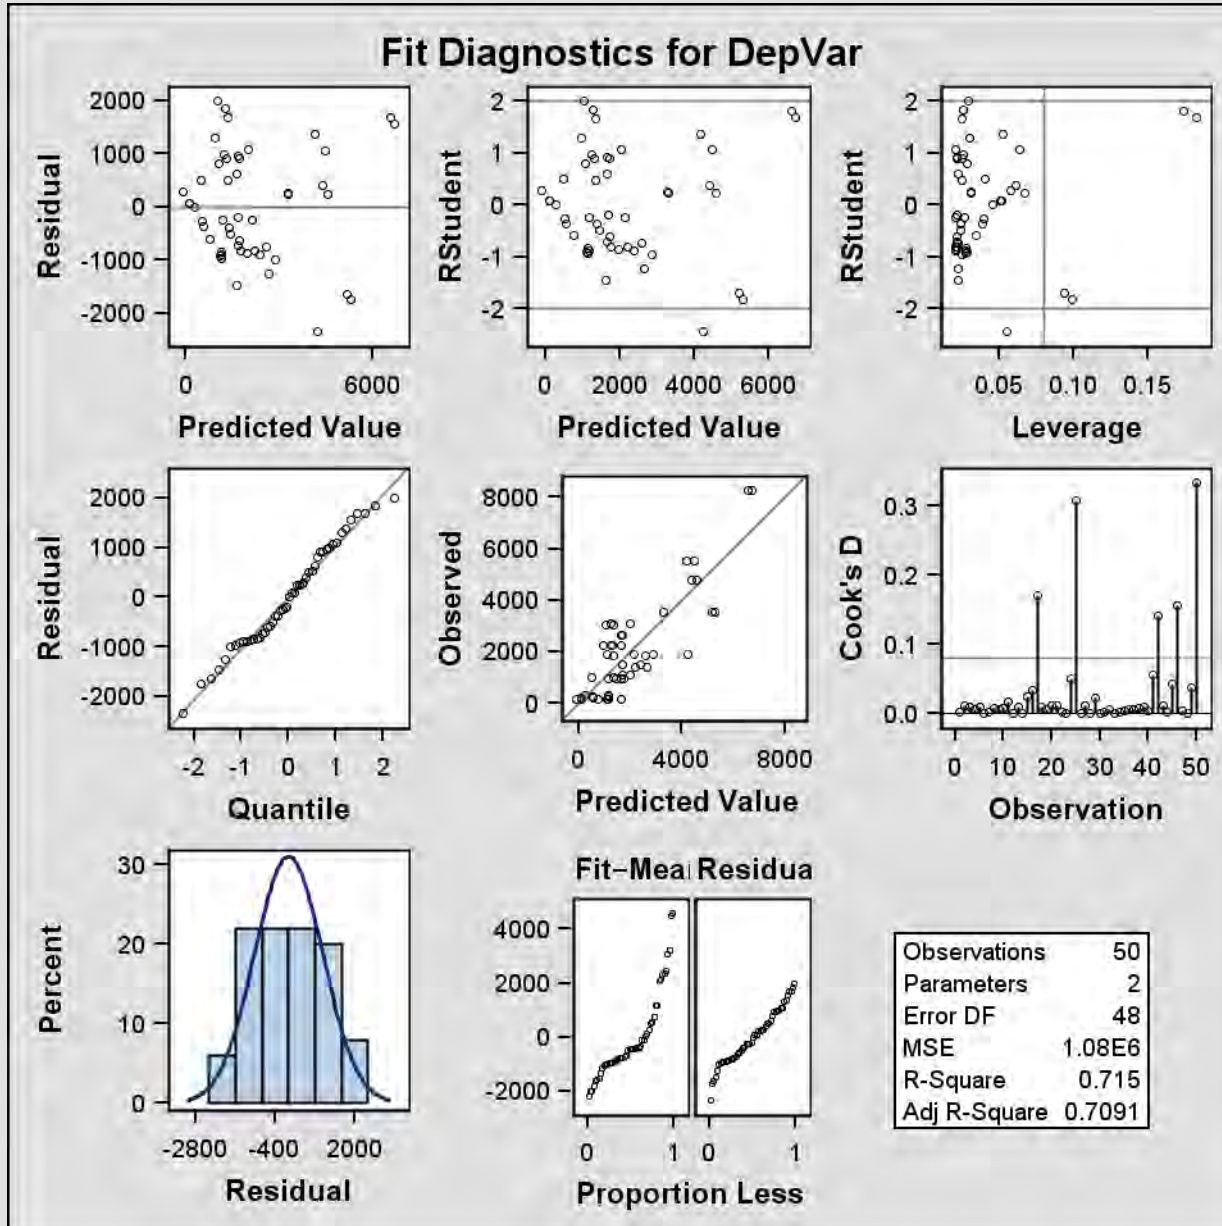 Fit Diagnostics for DepVar
2000
1000
0
-1000
-2000
Residual
0 6000
Predicted Value
2
1
0
-1
-2
RStudent
0 2000 4000 6000
Predicted Value
2
1
0
-1
-2
RStudent
0.05 0.10 0.15
Leverage
2000
1000
0
-1000
-2000
Residual
-2 -1 0 1 2
Quantile
8000
6000
4000
2000
0
Observed
0 4000 8000
Predicted Value
0.3
0.2
0.1
0.0
Cook's D
0 10 20 30 40 50
Observation
30
20
10
0
Percent
-2800 -400 2000
Residual
Fit–Mea Residua
4000
2000
0
-2000
0 1 0 1
Proportion Less
Observations 50
Parameters 2
Error DF 48
MSE 1.08E6
R-Square 0.715
Adj R-Square 0.7091